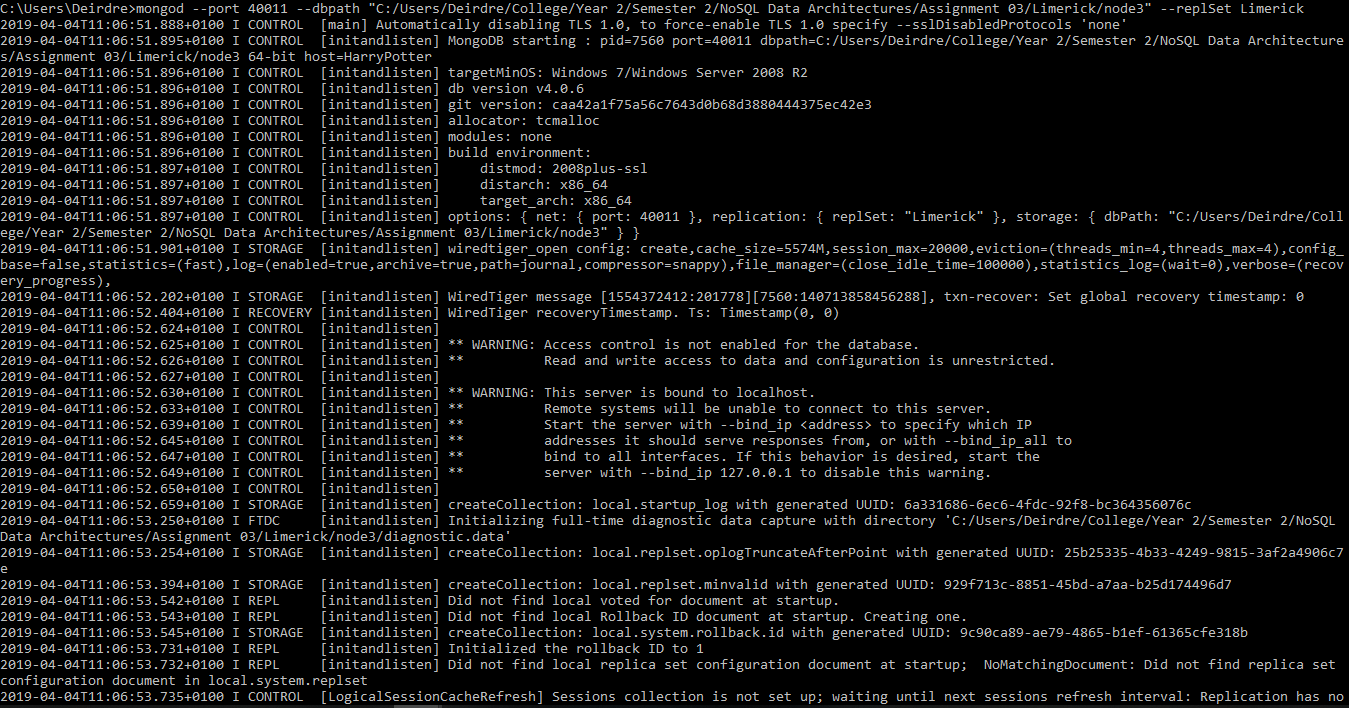 C:\Users\Deirdre>mongod --port 40011 --dbpath "C:/Users/Deirdre/College/Year 2/Semester 2/NoSQL Data Architectures/Assignment 03/Limerick/node3" --replSet Limerick
2019-04-04T11:06:51.888+0100 I CONTROL  [main] Automatically disabling TLS 1.0, to force-enable TLS 1.0 specify --sslDisabledProtocols 'none'
2019-04-04T11:06:51.895+0100 I CONTROL  [initandlisten] MongoDB starting : pid=7560 port=40011 dbpath=C:/Users/Deirdre/College/Year 2/Semester 2/NoSQL Data Architecture
s/Assignment 03/Limerick/node3 64-bit host=HarryPotter
2019-04-04T11:06:51.896+0100 I CONTROL  [initandlisten] targetMinOS: Windows 7/Windows Server 2008 R2
2019-04-04T11:06:51.896+0100 I CONTROL  [initandlisten] db version v4.0.6
2019-04-04T11:06:51.896+0100 I CONTROL  [initandlisten] git version: caa42a1f75a56c7643d0b68d3880444375ec42e3
2019-04-04T11:06:51.896+0100 I CONTROL  [initandlisten] allocator: tcmalloc
2019-04-04T11:06:51.896+0100 I CONTROL  [initandlisten] modules: none
2019-04-04T11:06:51.896+0100 I CONTROL  [initandlisten] build environment:
2019-04-04T11:06:51.897+0100 I CONTROL  [initandlisten]     distmod: 2008plus-ssl
2019-04-04T11:06:51.897+0100 I CONTROL  [initandlisten]     distarch: x86_64
2019-04-04T11:06:51.897+0100 I CONTROL  [initandlisten]     target_arch: x86_64
2019-04-04T11:06:51.897+0100 I CONTROL  [initandlisten] options: { net: { port: 40011 }, replication: { replSet: "Limerick" }, storage: { dbPath: "C:/Users/Deirdre/Coll
ege/Year 2/Semester 2/NoSQL Data Architectures/Assignment 03/Limerick/node3" } }
2019-04-04T11:06:51.901+0100 I STORAGE  [initandlisten] wiredtiger_open config: create,cache_size=5574M,session_max=20000,eviction=(threads_min=4,threads_max=4),config_
base=false,statistics=(fast),log=(enabled=true,archive=true,path=journal,compressor=snappy),file_manager=(close_idle_time=100000),statistics_log=(wait=0),verbose=(recov
ery_progress),
2019-04-04T11:06:52.202+0100 I STORAGE  [initandlisten] WiredTiger message [1554372412:201778][7560:140713858456288], txn-recover: Set global recovery timestamp: 0
2019-04-04T11:06:52.404+0100 I RECOVERY [initandlisten] WiredTiger recoveryTimestamp. Ts: Timestamp(0, 0)
2019-04-04T11:06:52.624+0100 I CONTROL  [initandlisten]
2019-04-04T11:06:52.625+0100 I CONTROL  [initandlisten] ** WARNING: Access control is not enabled for the database.
2019-04-04T11:06:52.626+0100 I CONTROL  [initandlisten] **          Read and write access to data and configuration is unrestricted.
2019-04-04T11:06:52.627+0100 I CONTROL  [initandlisten]
2019-04-04T11:06:52.630+0100 I CONTROL  [initandlisten] ** WARNING: This server is bound to localhost.
2019-04-04T11:06:52.633+0100 I CONTROL  [initandlisten] **          Remote systems will be unable to connect to this server.
2019-04-04T11:06:52.639+0100 I CONTROL  [initandlisten] **          Start the server with --bind_ip <address> to specify which IP
2019-04-04T11:06:52.645+0100 I CONTROL  [initandlisten] **          addresses it should serve responses from, or with --bind_ip_all to
2019-04-04T11:06:52.647+0100 I CONTROL  [initandlisten] **          bind to all interfaces. If this behavior is desired, start the
2019-04-04T11:06:52.649+0100 I CONTROL  [initandlisten] **          server with --bind_ip 127.0.0.1 to disable this warning.
2019-04-04T11:06:52.650+0100 I CONTROL  [initandlisten]
2019-04-04T11:06:52.659+0100 I STORAGE  [initandlisten] createCollection: local.startup_log with generated UUID: 6a331686-6ec6-4fdc-92f8-bc364356076c
2019-04-04T11:06:53.250+0100 I FTDC     [initandlisten] Initializing full-time diagnostic data capture with directory 'C:/Users/Deirdre/College/Year 2/Semester 2/NoSQL
Data Architectures/Assignment 03/Limerick/node3/diagnostic.data'
2019-04-04T11:06:53.254+0100 I STORAGE  [initandlisten] createCollection: local.replset.oplogTruncateAfterPoint with generated UUID: 25b25335-4b33-4249-9815-3af2a4906c7
e
2019-04-04T11:06:53.394+0100 I STORAGE  [initandlisten] createCollection: local.replset.minvalid with generated UUID: 929f713c-8851-45bd-a7aa-b25d174496d7
2019-04-04T11:06:53.542+0100 I REPL     [initandlisten] Did not find local voted for document at startup.
2019-04-04T11:06:53.543+0100 I REPL     [initandlisten] Did not find local Rollback ID document at startup. Creating one.
2019-04-04T11:06:53.545+0100 I STORAGE  [initandlisten] createCollection: local.system.rollback.id with generated UUID: 9c90ca89-ae79-4865-b1ef-61365cfe318b
2019-04-04T11:06:53.731+0100 I REPL     [initandlisten] Initialized the rollback ID to 1
2019-04-04T11:06:53.732+0100 I REPL     [initandlisten] Did not find local replica set configuration document at startup;  NoMatchingDocument: Did not find replica set
configuration document in local.system.replset
2019-04-04T11:06:53.735+0100 I CONTROL  [LogicalSessionCacheRefresh] Sessions collection is not set up; waiting until next sessions refresh interval: Replication has no